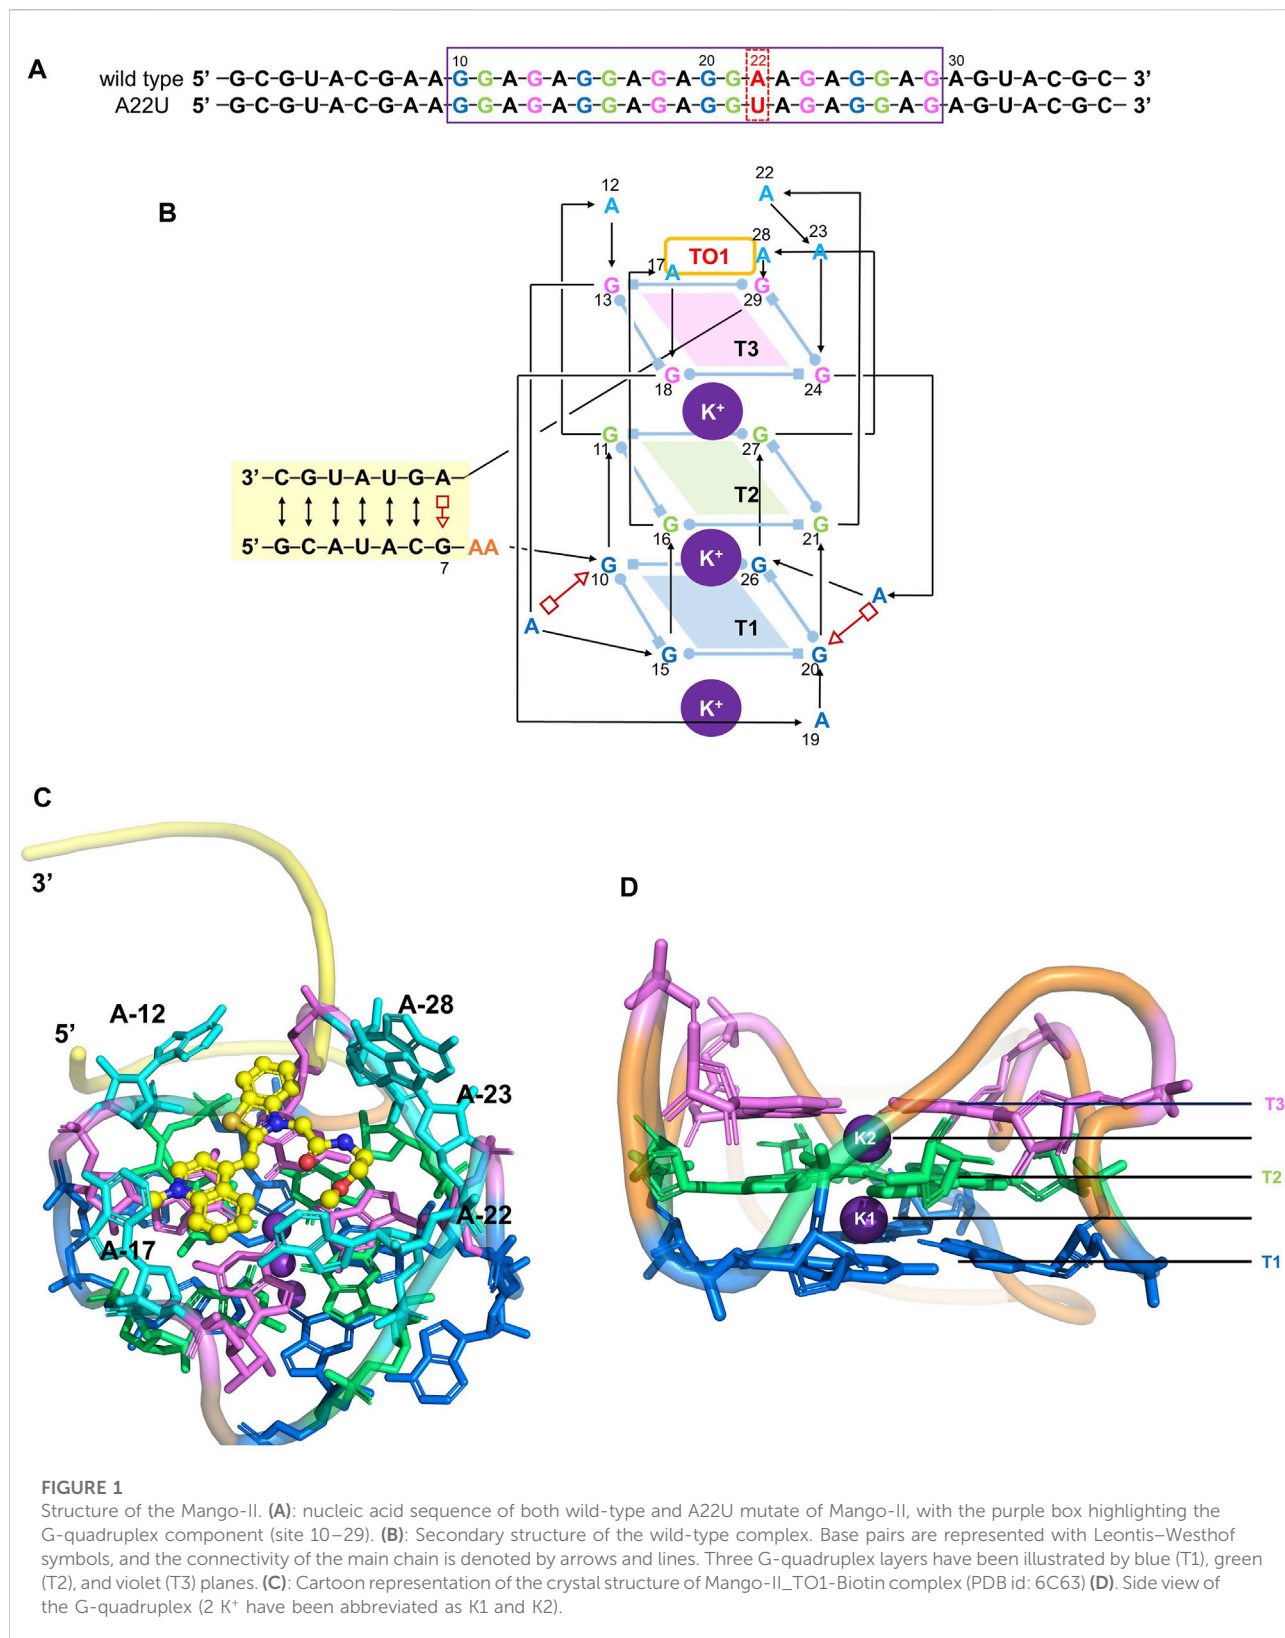 A
10 20 22 30
wild type 5’ –G–C–G–U–A–C–G–A–A–G–G–A–G–A–G–G–A–G–A–G–G–A–A–G–A–G–G–A–G–A–G–U–A–C–G–C– 3’
A22U 5’ –G–C–G–U–A–C–G–A–A–G–G–A–G–A–G–G–A–G–A–G–G–U–A–G–A–G–G–A–G–A–G–U–A–C–G–C– 3’
B
12 22
A A
28 23
17 A TO1 A A
G G
13 29
T3
G G
18 24
K+
G G
11 27
3’–C–G–U–A–U–G–A–
T2
G G
16 21
5’–G–C–A–U–A–C–G–AA
7
K+
G G
10 26
A A
T1
G G
15 20
K+
A
19
C
3’
5’
A-12
A-28
A-23
A-22
A-17
D
T3
K2
T2
K1
T1
FIGURE 1
Structure of the Mango-II. (A): nucleic acid sequence of both wild-type and A22U mutate of Mango-II, with the purple box highlighting the
G-quadruplex component (site 10–29). (B): Secondary structure of the wild-type complex. Base pairs are represented with Leontis–Westhof
symbols, and the connectivity of the main chain is denoted by arrows and lines. Three G-quadruplex layers have been illustrated by blue (T1), green
(T2), and violet (T3) planes. (C): Cartoon representation of the crystal structure of Mango-II_TO1-Biotin complex (PDB id: 6C63) (D). Side view of
the G-quadruplex (2 K+ have been abbreviated as K1 and K2).